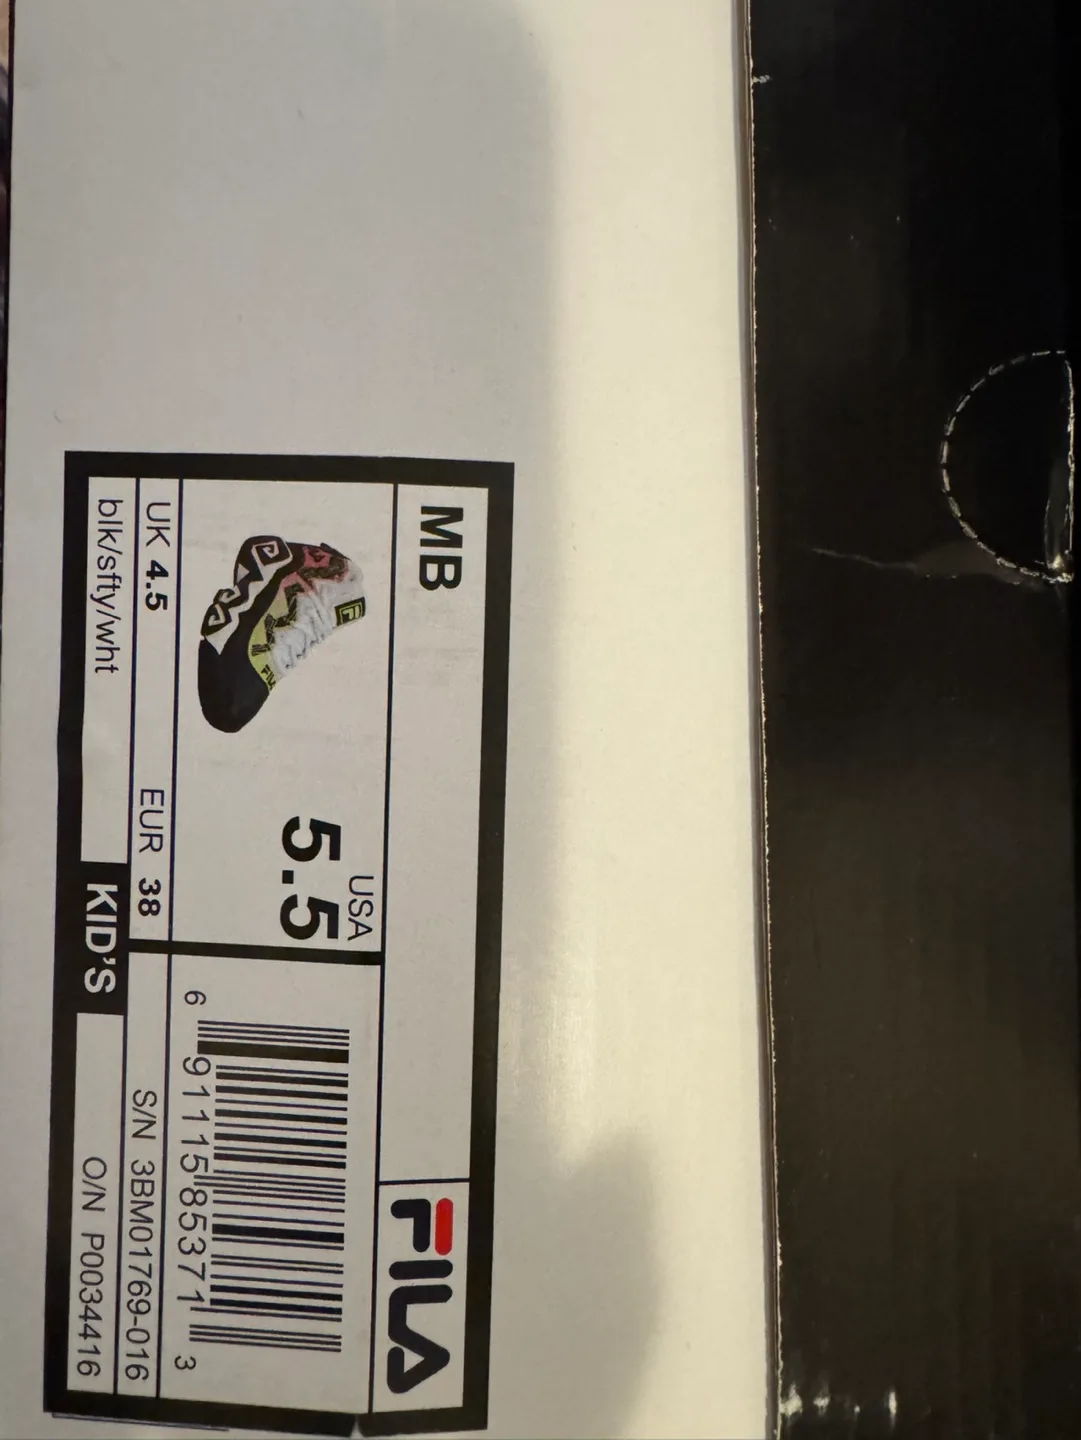 MB
FILA
USA
5.5
UK 4.5 EUR 38
blk/sfty/wht
KID'S
6 91115 85371 3
S/N 3BM01769-016
O/N P0034416